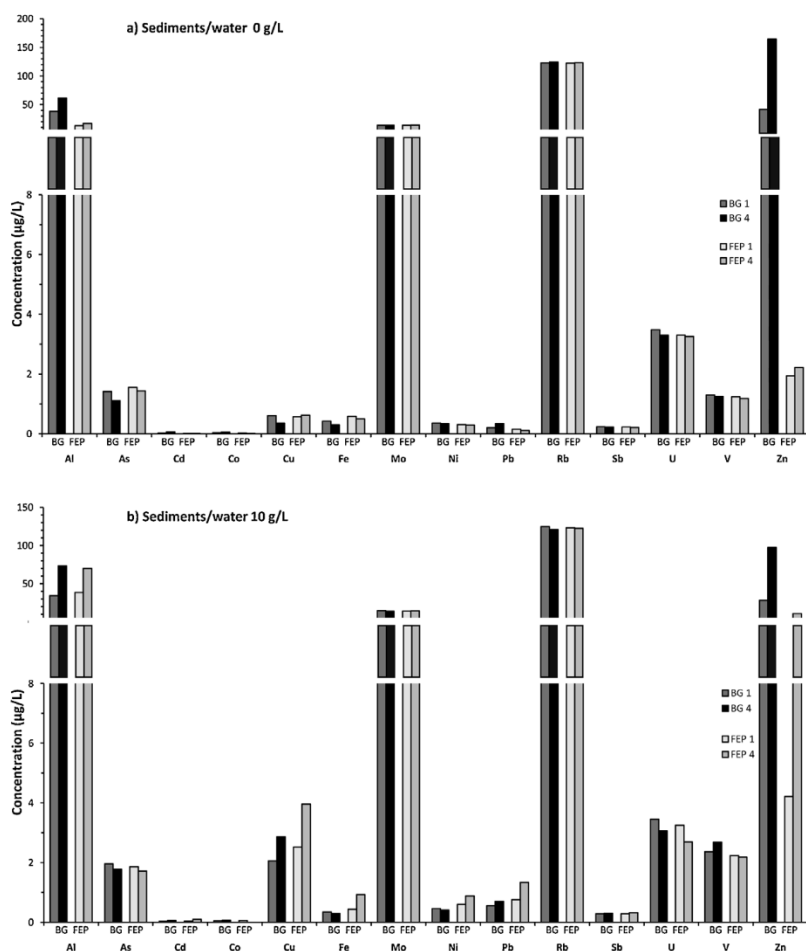 a) Sediments/water 0 g/L
200
150
100
50
8
6
4
2
0
Concentration (µg/L)
BG 1
BG 4
FEP 1
FEP 4
BG FEP BG FEP BG FEP BG FEP BG FEP BG FEP BG FEP BG FEP BG FEP BG FEP BG FEP BG FEP BG FEP BG FEP
Al As Cd Co Cu Fe Mo Ni Pb Rb Sb U V Zn
b) Sediments/water 10 g/L
150
100
50
8
6
4
2
0
Concentration (µg/L)
BG 1
BG 4
FEP 1
FEP 4
BG FEP BG FEP BG FEP BG FEP BG FEP BG FEP BG FEP BG FEP BG FEP BG FEP BG FEP BG FEP BG FEP BG FEP
Al As Cd Co Cu Fe Mo Ni Pb Rb Sb U V Zn